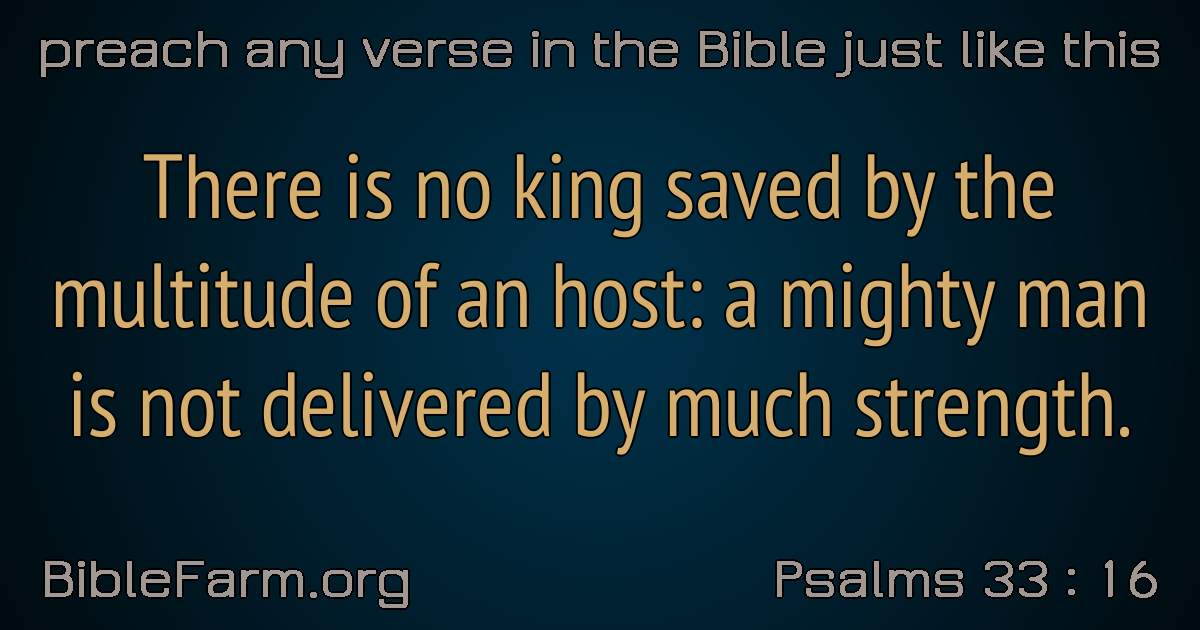 preach any verse in the Bible just like this
There is no king saved by the
multitude of an host: a mighty man
is not delivered by much strength.
BibleFarm.org
Psalms 33 : 16